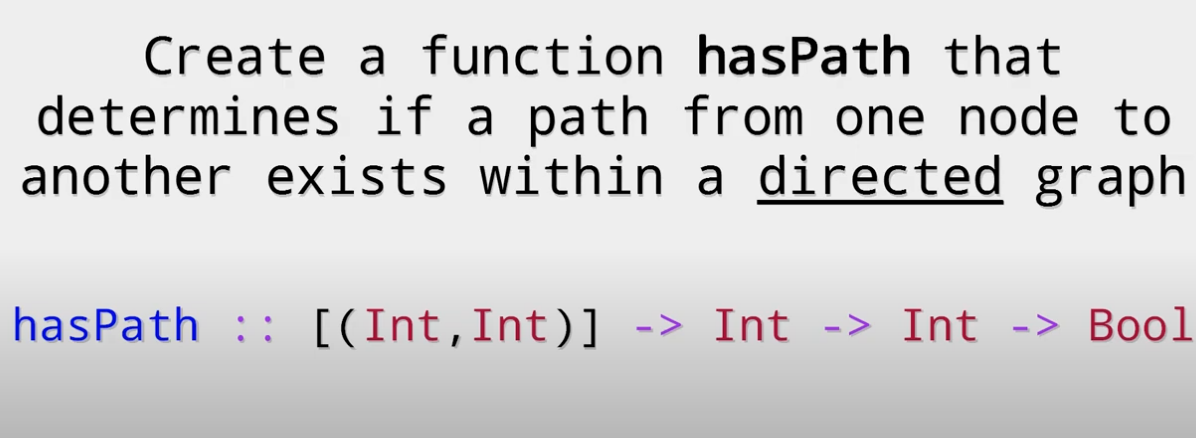 Create a function hasPath that
determines if a path from one node to
another exists within a directed graph
hasPath :: [(Int,Int)] -> Int -> Int -> Bool